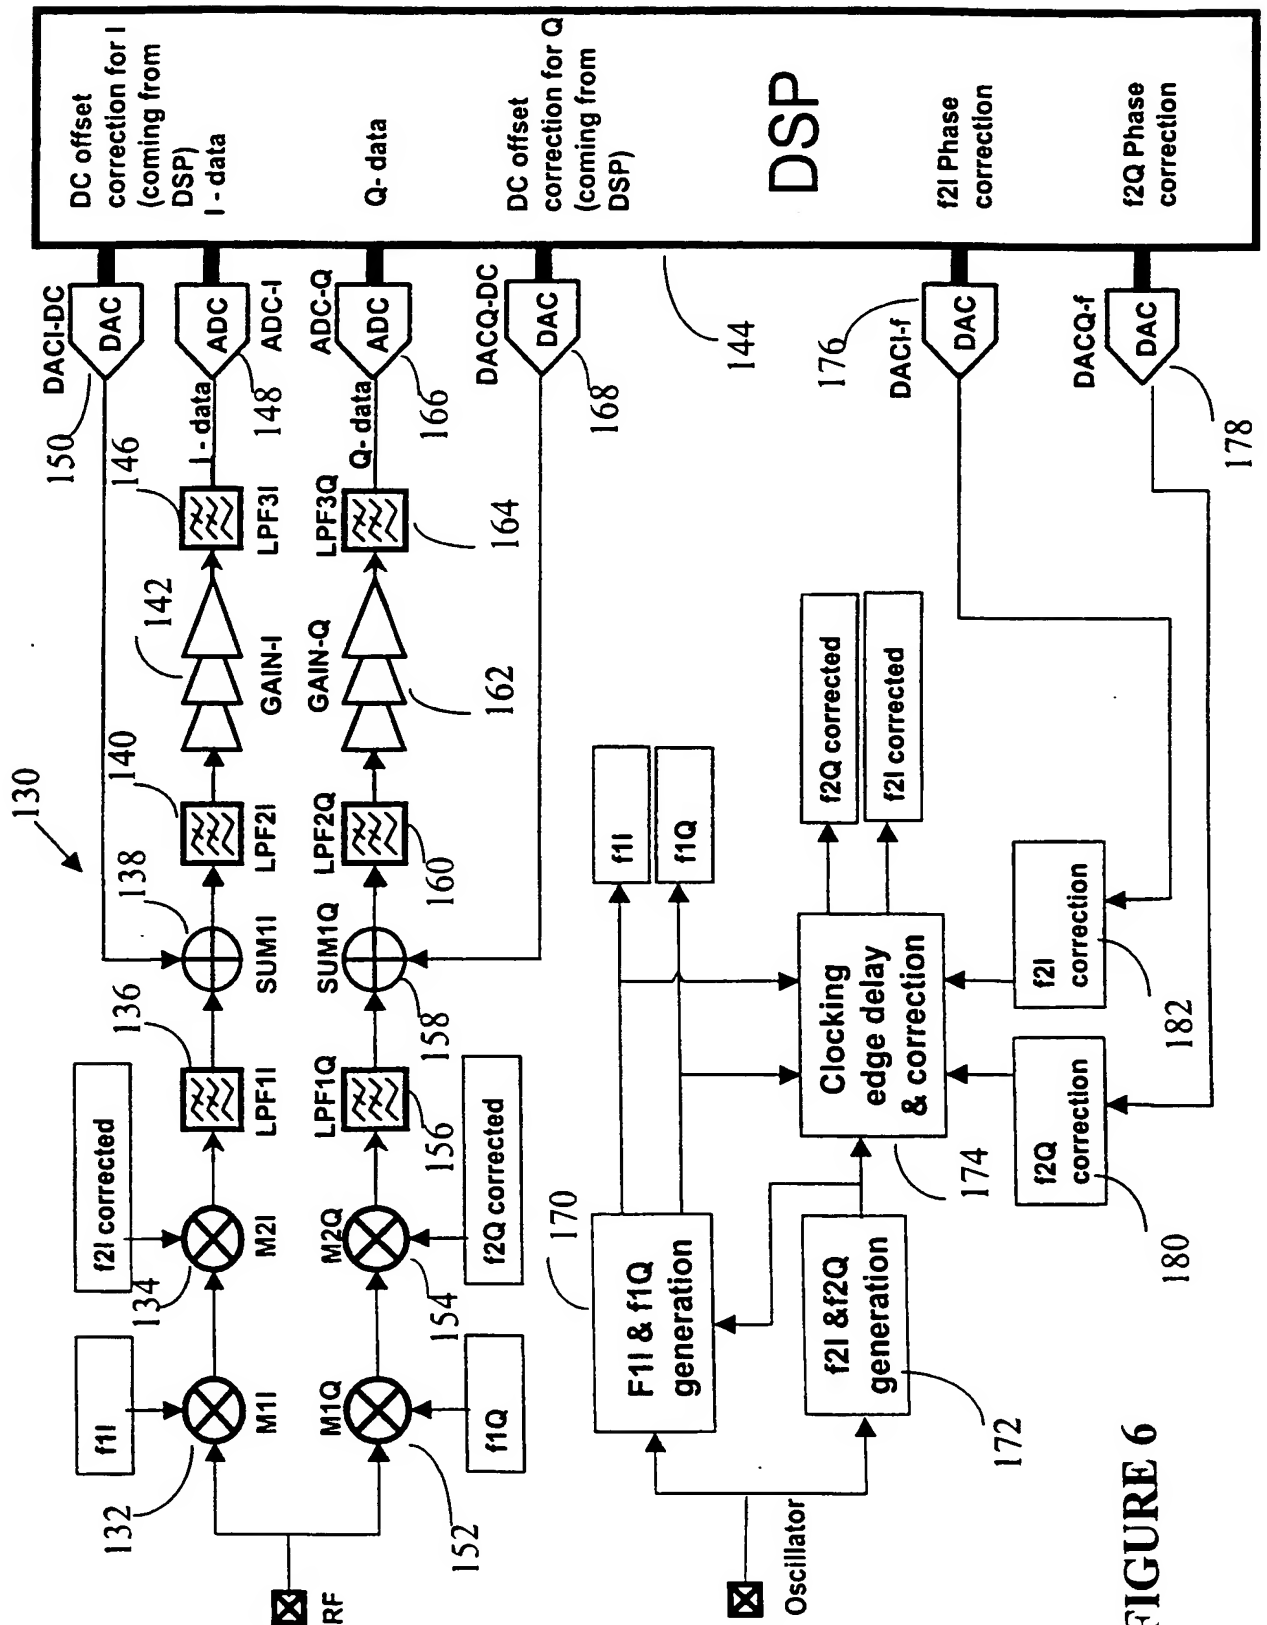 130
DC offset
correction for I
(coming from
DSP)
I - data
Q- data
DC offset
correction for Q
(coming from
DSP)
DSP
f2I Phase
correction
f2Q Phase
correction
144
DACI-DC
DAC
150
ADC
ADC-I
148
I - data
146
LPF3I
142
GAIN-I
140
LPF2I
138
SUM1I
136
LPF1I
f2I corrected
134
M2I
f1I
M1I
132
RF
ADC-Q
ADC
166
Q- data
LPF3Q
164
GAIN-Q
162
LPF2Q
160
SUM1Q
158
LPF1Q
156
M2Q
154
f2Q corrected
M1Q
f1Q
152
DACQ-DC
DAC
168
176
DACI-f
DAC
DACQ-f
DAC
178
f1I
f1Q
f2Q corrected
f2I corrected
170
F1I & f1Q
generation
Clocking
edge delay
& correction
174
f2I &f2Q
generation
172
f2I
correction
182
f2Q
correction
180
Oscillator
FIGURE 6